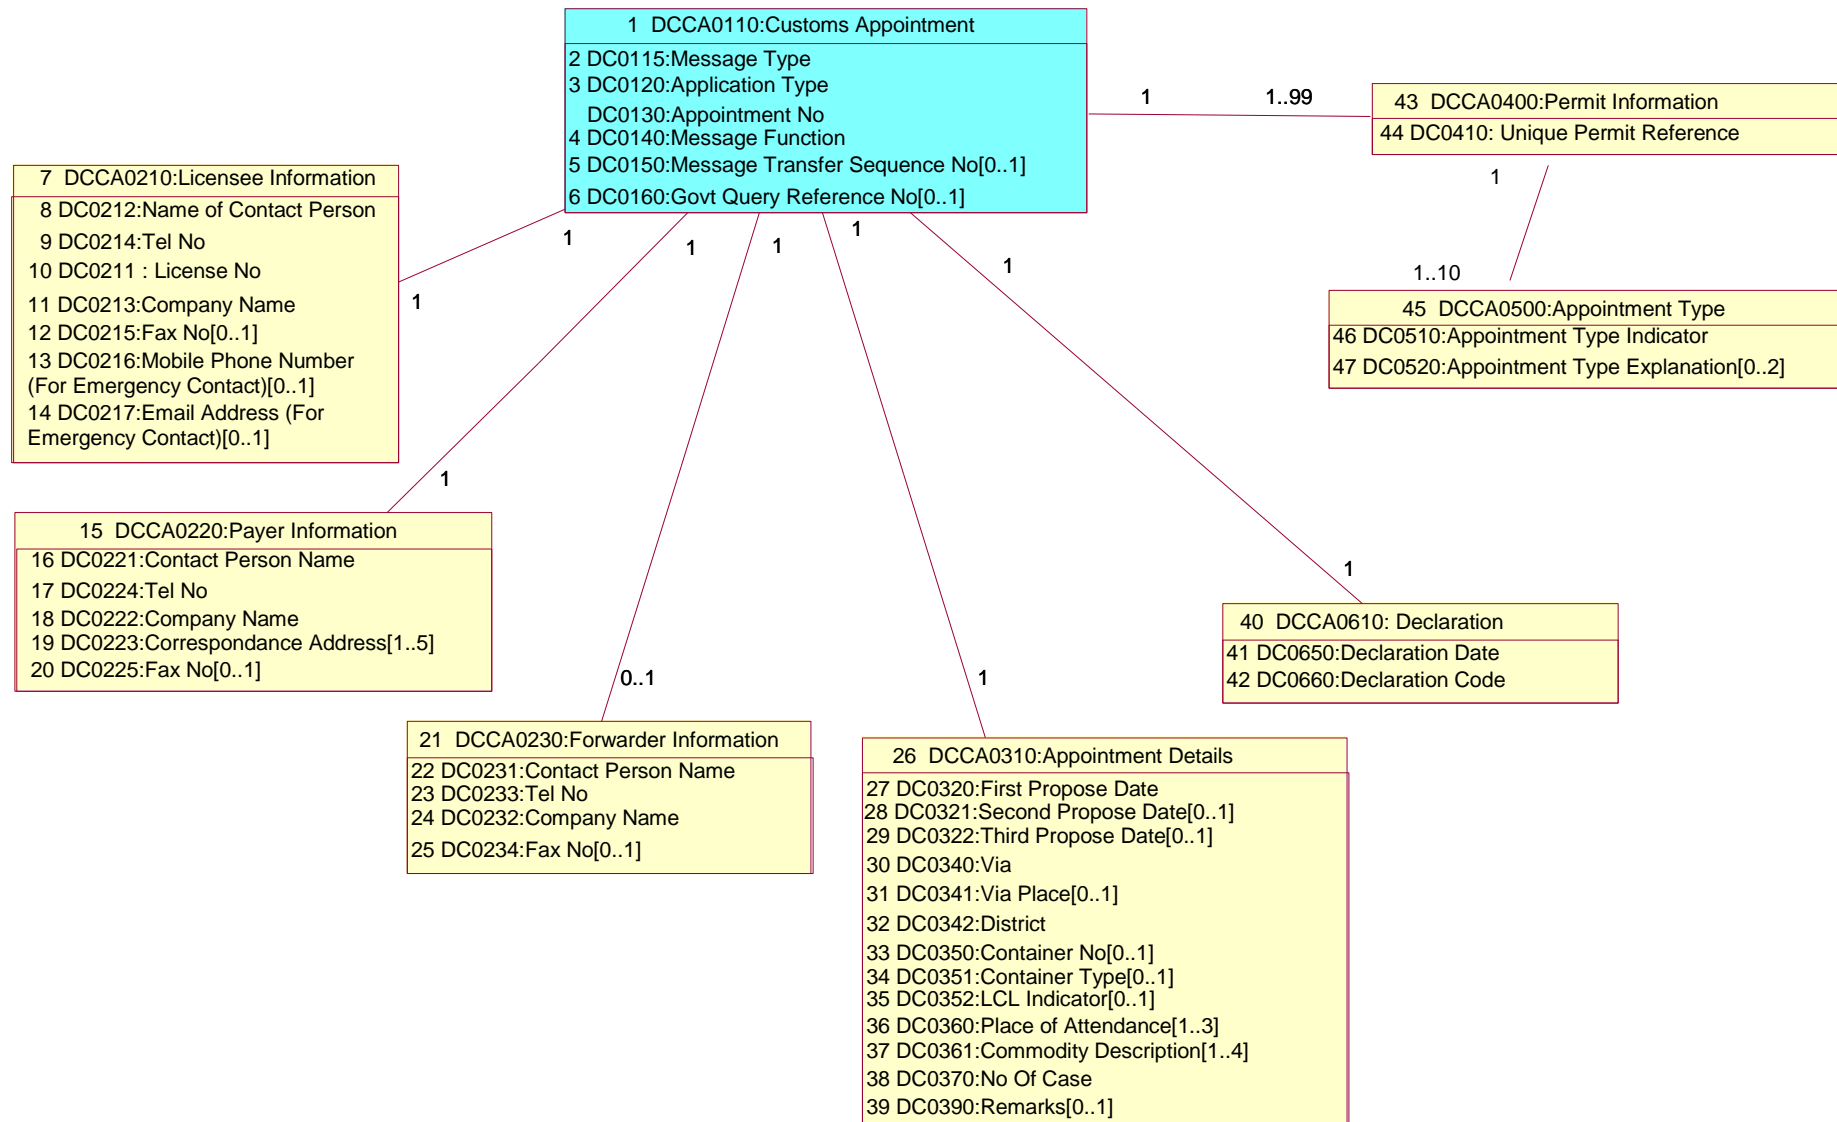 1 DCCA0110:Customs Appointment
2 DC0115:Message Type
3 DC0120:Application Type
DC0130:Appointment No
4 DC0140:Message Function
5 DC0150:Message Transfer Sequence No[0..1]
6 DC0160:Govt Query Reference No[0..1]
1
1..99
43 DCCA0400:Permit Information
44 DC0410: Unique Permit Reference
1
1..10
45 DCCA0500:Appointment Type
46 DC0510:Appointment Type Indicator
47 DC0520:Appointment Type Explanation[0..2]
7 DCCA0210:Licensee Information
8 DC0212:Name of Contact Person
9 DC0214:Tel No
10 DC0211 : License No
11 DC0213:Company Name
12 DC0215:Fax No[0..1]
13 DC0216:Mobile Phone Number
(For Emergency Contact)[0..1]
14 DC0217:Email Address (For
Emergency Contact)[0..1]
1
1
1
1
1
1
1
1
15 DCCA0220:Payer Information
16 DC0221:Contact Person Name
17 DC0224:Tel No
18 DC0222:Company Name
19 DC0223:Correspondance Address[1..5]
20 DC0225:Fax No[0..1]
0..1
1
1
21 DCCA0230:Forwarder Information
22 DC0231:Contact Person Name
23 DC0233:Tel No
24 DC0232:Company Name
25 DC0234:Fax No[0..1]
26 DCCA0310:Appointment Details
27 DC0320:First Propose Date
28 DC0321:Second Propose Date[0..1]
29 DC0322:Third Propose Date[0..1]
30 DC0340:Via
31 DC0341:Via Place[0..1]
32 DC0342:District
33 DC0350:Container No[0..1]
34 DC0351:Container Type[0..1]
35 DC0352:LCL Indicator[0..1]
36 DC0360:Place of Attendance[1..3]
37 DC0361:Commodity Description[1..4]
38 DC0370:No Of Case
39 DC0390:Remarks[0..1]
40 DCCA0610: Declaration
41 DC0650:Declaration Date
42 DC0660:Declaration Code